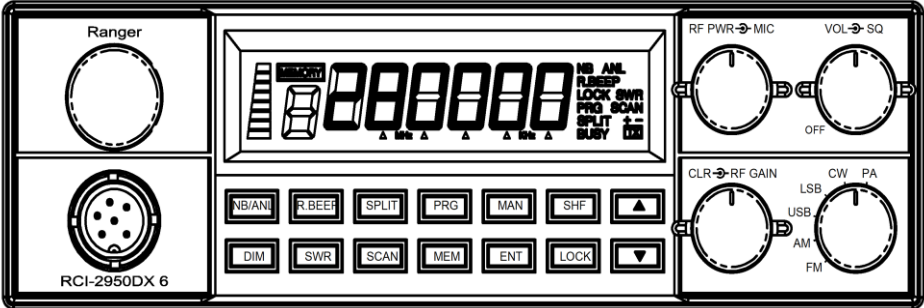 Ranger
RCI-2950DX 6
MEMORY
280000
MHz KHz
NB ANL
R.BEEP
LOCK SWR
PRG SCAN
SPLIT + -
BUSY DX
NB/ANL R.BEEP SPLIT PRG MAN SHF ▲
DIM SWR SCAN MEM ENT LOCK ▼
RF PWR MIC
VOL SQ
OFF
CLR RF GAIN
CW PA
LSB
USB
AM
FM